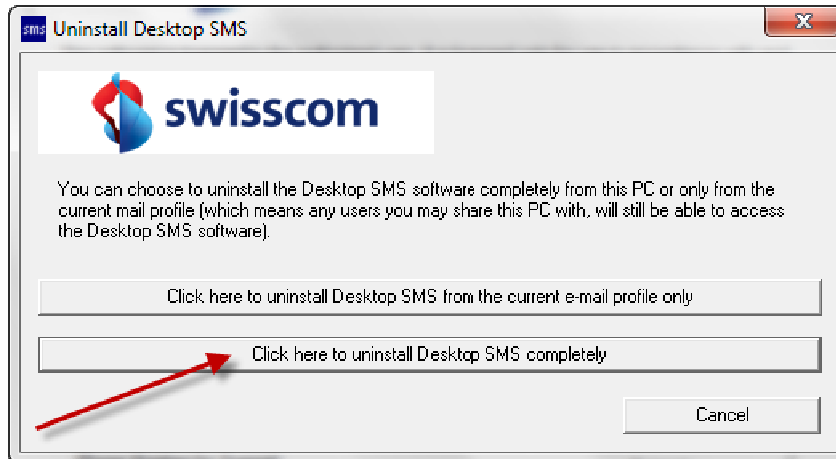 sms Uninstall Desktop SMS
swisscom
You can choose to uninstall the Desktop SMS software completely from this PC or only from the
current mail profile (which means any users you may share this PC with, will still be able to access
the Desktop SMS software).
Click here to uninstall Desktop SMS from the current e-mail profile only
Click here to uninstall Desktop SMS completely
Cancel